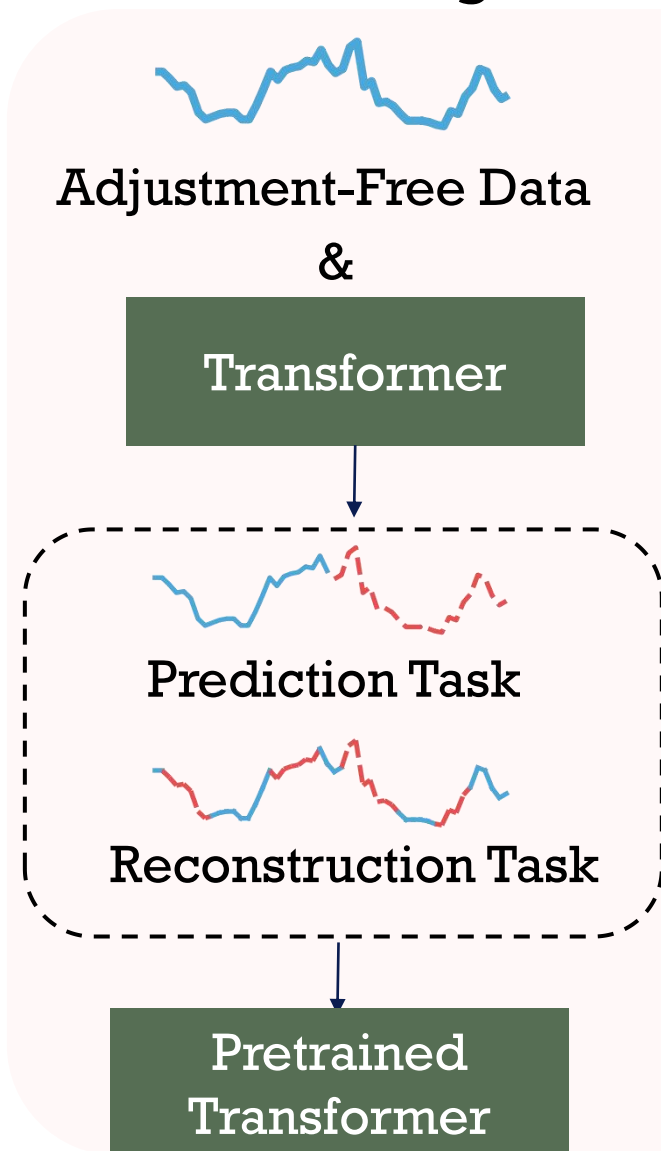 Adjustment-Free Data
&
Transformer
Prediction Task
Reconstruction Task
Pretrained
Transformer